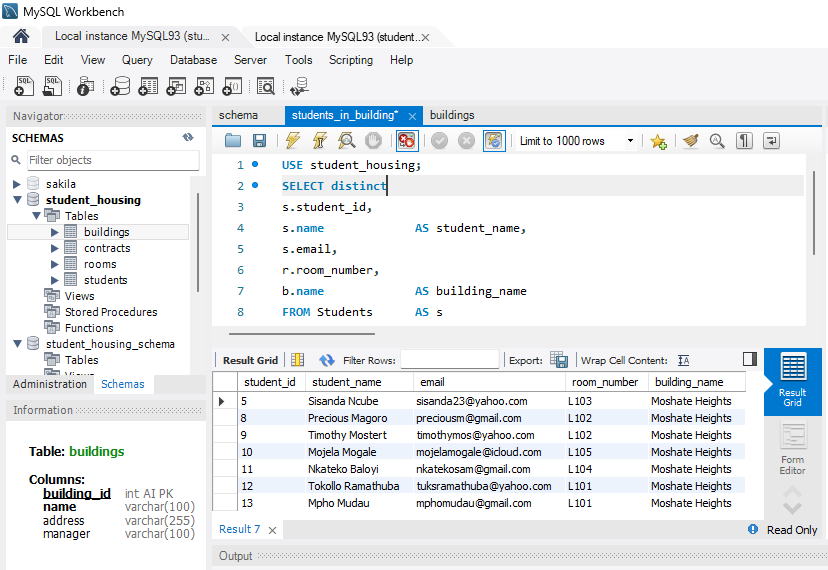 MySQL Workbench
Local instance MySQL93 (stu... ×
Local instance MySQL93 (student... ×
File Edit View Query Database Server Tools Scripting Help
Navigator
SCHEMAS
Filter objects
sakila
student_housing
Tables
buildings
contracts
rooms
students
Views
Stored Procedures
Functions
student_housing_schema
Tables
Administration Schemas
Information
Table: buildings
Columns:
building_id int AI PK
name varchar(100)
address varchar(255)
manager varchar(100)
schema students_in_building* × buildings
Limit to 1000 rows
1 USE student_housing;
2 SELECT distinct
3 s.student_id,
4 s.name AS student_name,
5 s.email,
6 r.room_number,
7 b.name AS building_name
8 FROM Students AS s
Result Grid Filter Rows: Export: Wrap Cell Content:
student_id student_name email room_number building_name
5 Sisanda Ncube sisanda23@yahoo.com L103 Moshate Heights
8 Precious Magoro preciousm@gmail.com L102 Moshate Heights
9 Timothy Mostert timothymos@yahoo.com L102 Moshate Heights
10 Mojela Mogale mojelamogale@icloud.com L105 Moshate Heights
11 Nkateko Baloyi nkatekosam@gmail.com L104 Moshate Heights
12 Tokollo Ramathuba tuksramathuba@yahoo.com L101 Moshate Heights
13 Mpho Mudau mphomudau@gmail.com L101 Moshate Heights
Result
Grid
Form
Editor
Result 7 ×
Read Only
Output